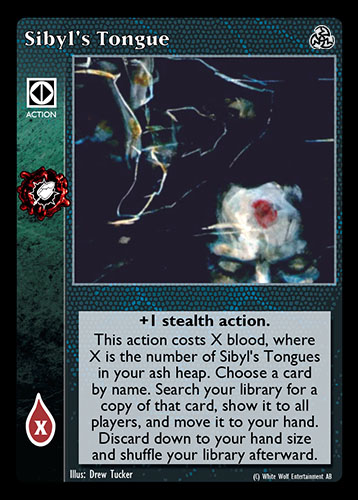 Sibyl's Tongue
ACTION
+1 stealth action.
This action costs X blood, where
X is the number of Sibyl's Tongues
in your ash heap. Choose a card
by name. Search your library for a
copy of that card, show it to all
players, and move it to your hand.
Discard down to your hand size
and shuffle your library afterward.
X
Illus: Drew Tucker
(C) White Wolf Entertainment AB